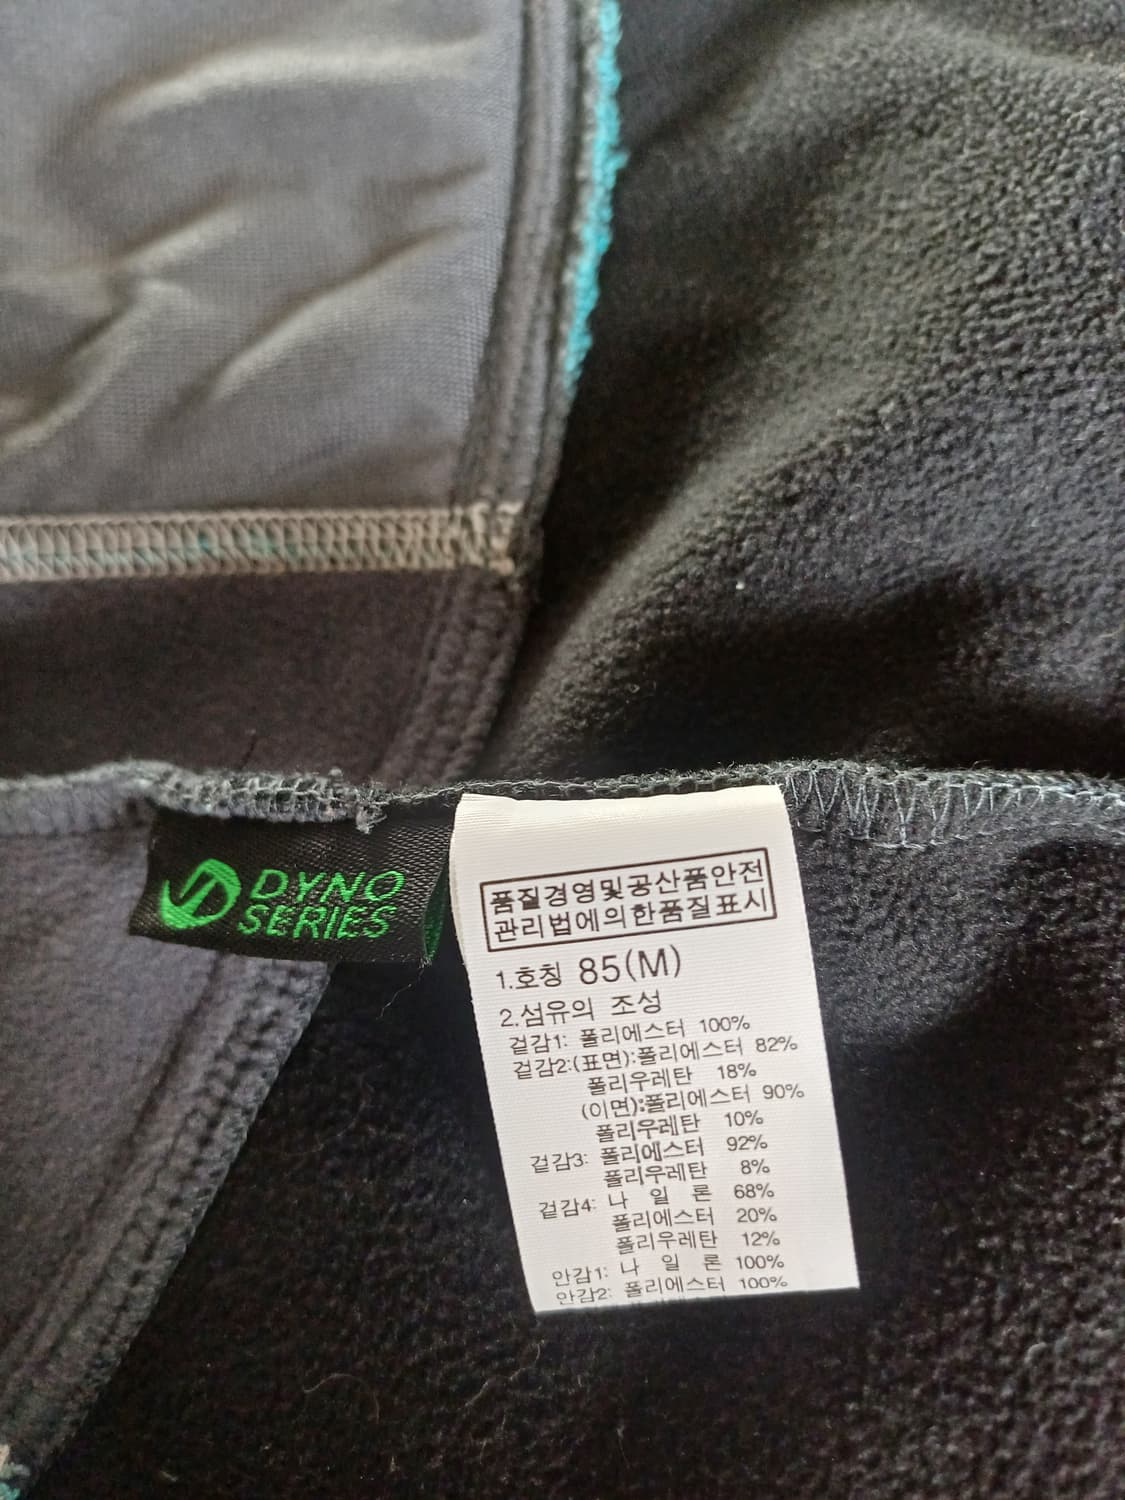 DYNO
SERIES
품질경영및공산품안전
관리법에의한품질표시
1.호칭 85(M)
2.섬유의 조성
겉감1: 폴리에스터 100%
겉감2:(표면):폴리에스터 82%
폴리우레탄 18%
(이면):폴리에스터 90%
폴리우레탄 10%
겉감3: 폴리에스터 92%
폴리우레탄 8%
겉감4: 나 일 론 68%
폴리에스터 20%
폴리우레탄 12%
안감1: 나 일 론 100%
안감2: 폴리에스터 100%